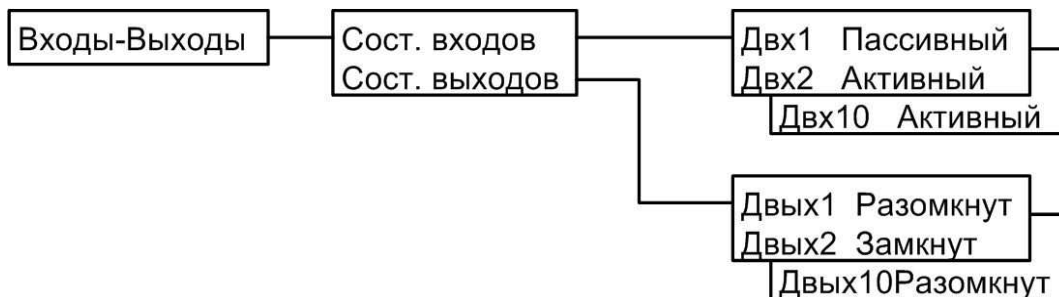 Входы-Выходы
Сост. входов
Сост. выходов
Двх1 Пассивный
Двх2 Активный
Двх10 Активный
Двых1 Разомкнут
Двых2 Замкнут
Двых10Разомкнут